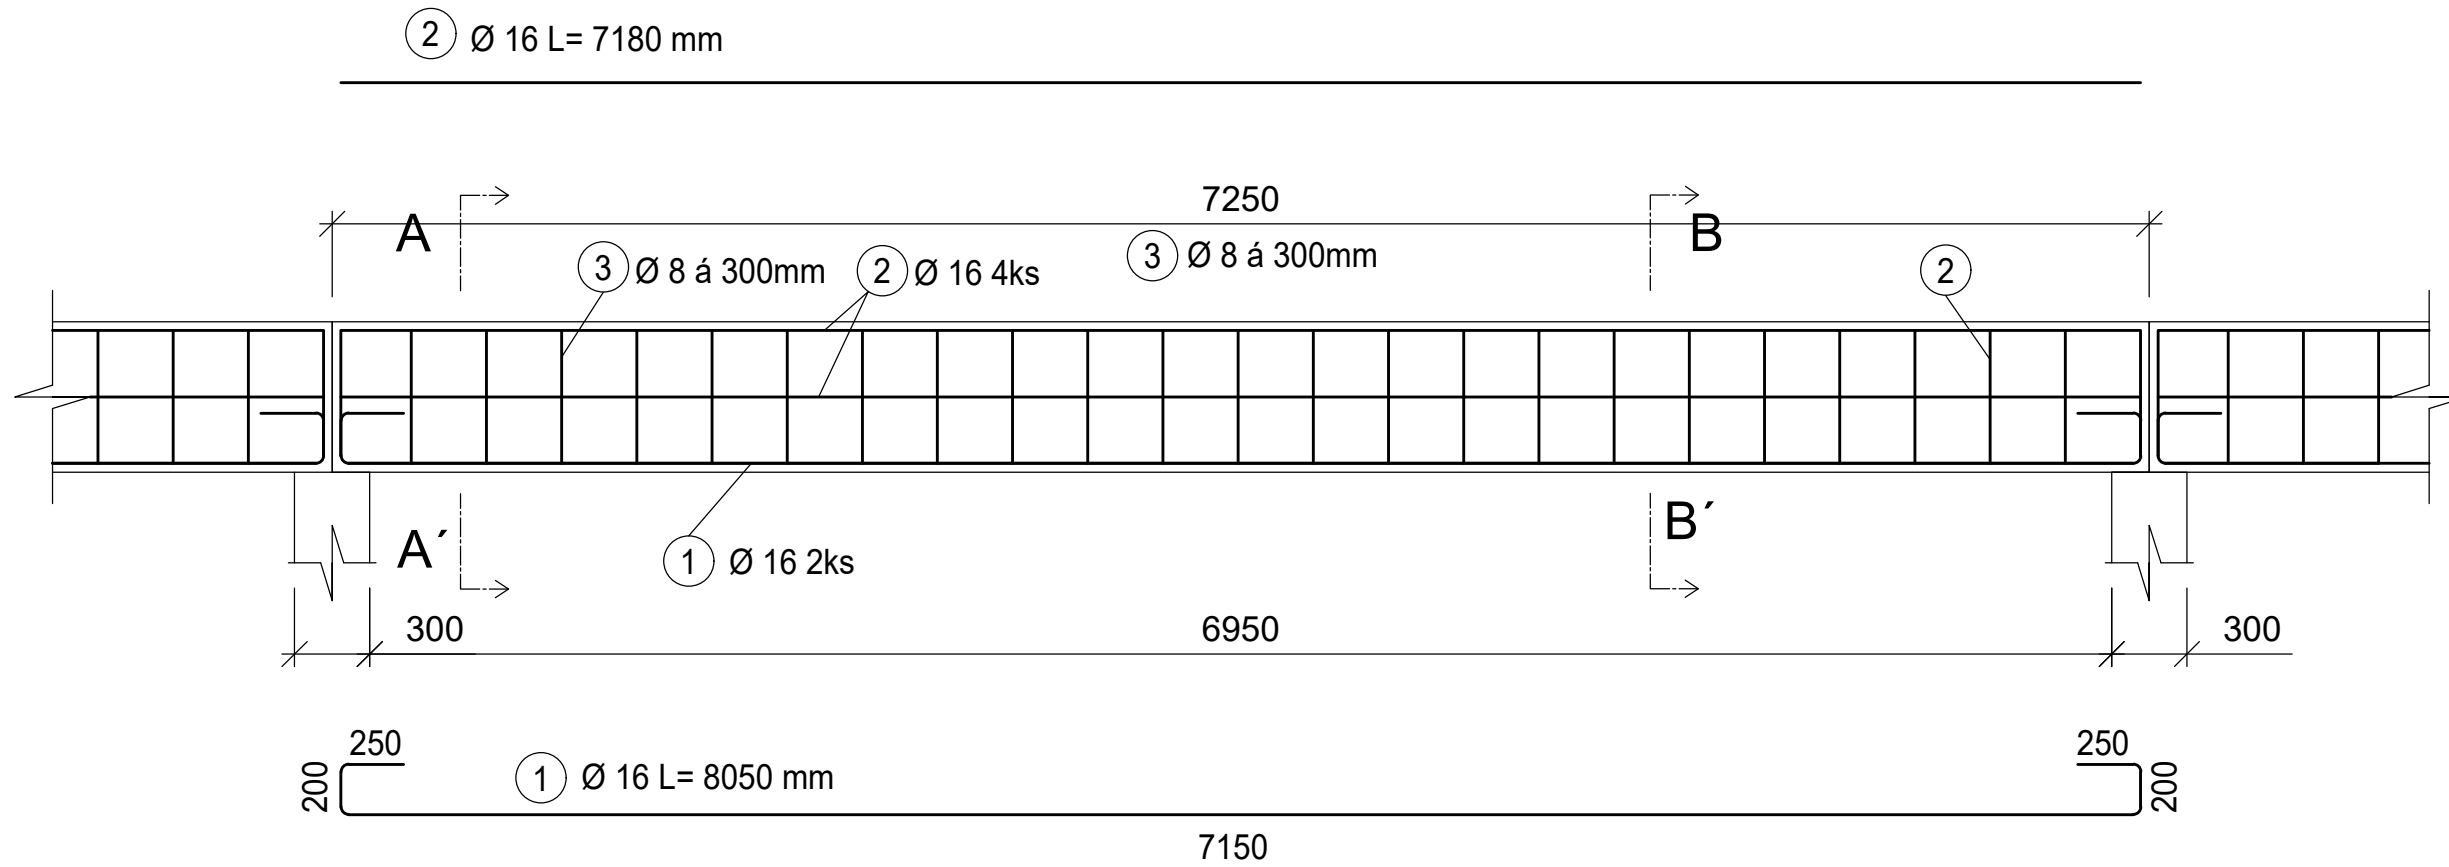 2 Ø 16 L= 7180 mm
7250
A
B
3 Ø 8 á 300mm
2 Ø 16 4ks
3 Ø 8 á 300mm
2
A´
B´
1 Ø 16 2ks
300
6950
300
250
250
200
1 Ø 16 L= 8050 mm
200
7150